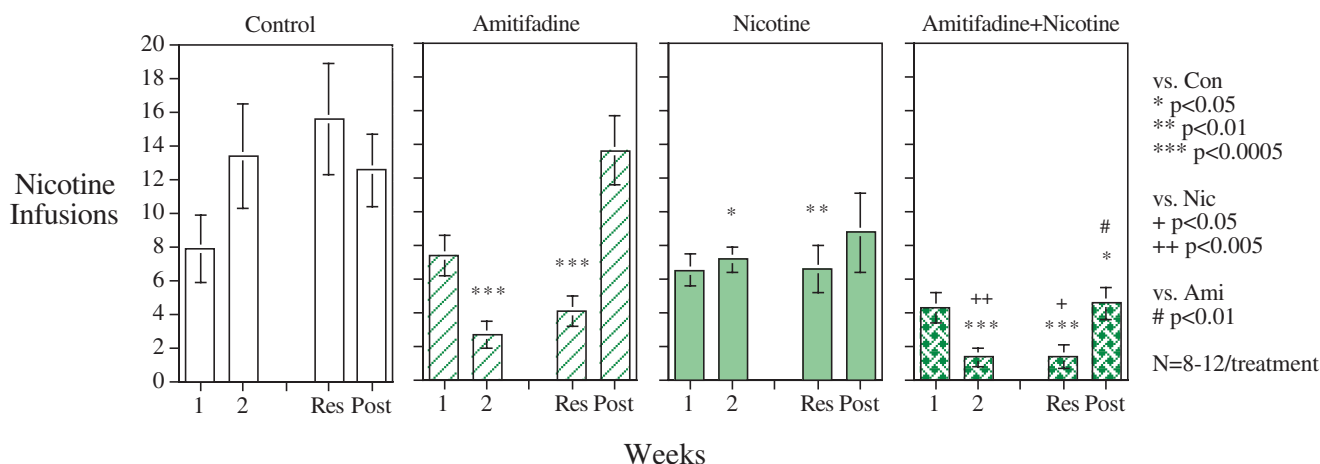 Control
Amitifadine
Nicotine
Amitifadine+Nicotine
20
18
16
14
12
10
8
6
4
2
0
Nicotine
Infusions
***
***
*
**
++
***
+
***
#
*
1 2 Res Post
1 2 Res Post
1 2 Res Post
1 2 Res Post
Weeks
vs. Con
* p<0.05
** p<0.01
*** p<0.0005
vs. Nic
+ p<0.05
++ p<0.005
vs. Ami
# p<0.01
N=8-12/treatment